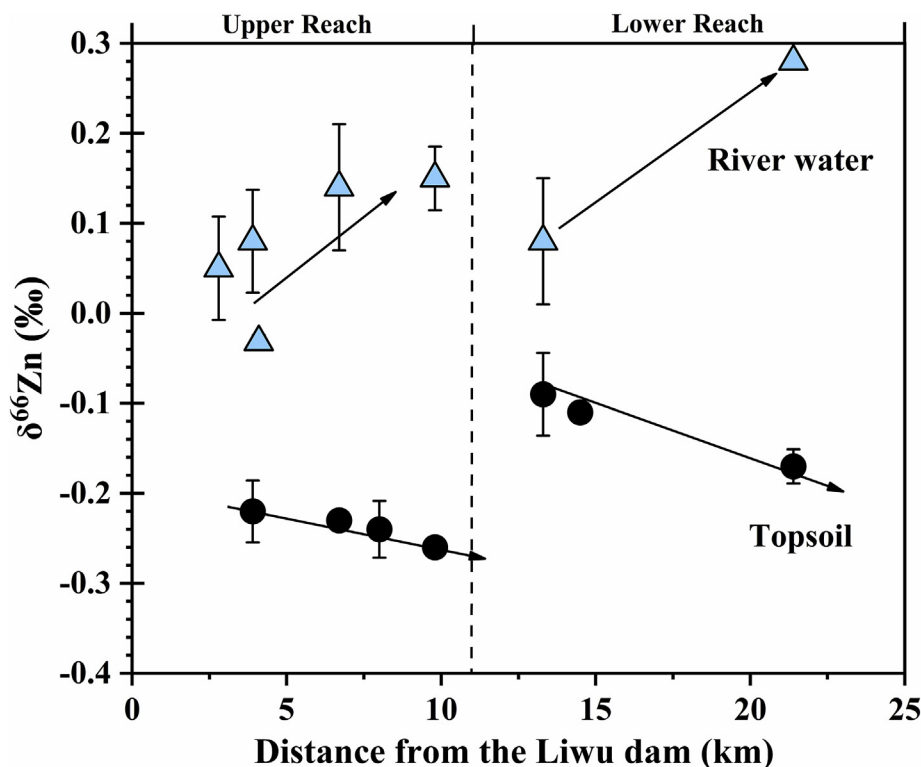 Upper Reach Lower Reach
0.3
0.2
0.1
0.0
-0.1
-0.2
-0.3
-0.4
δ⁶⁶Zn (‰)
River water
Topsoil
0 5 10 15 20 25
Distance from the Liwu dam (km)